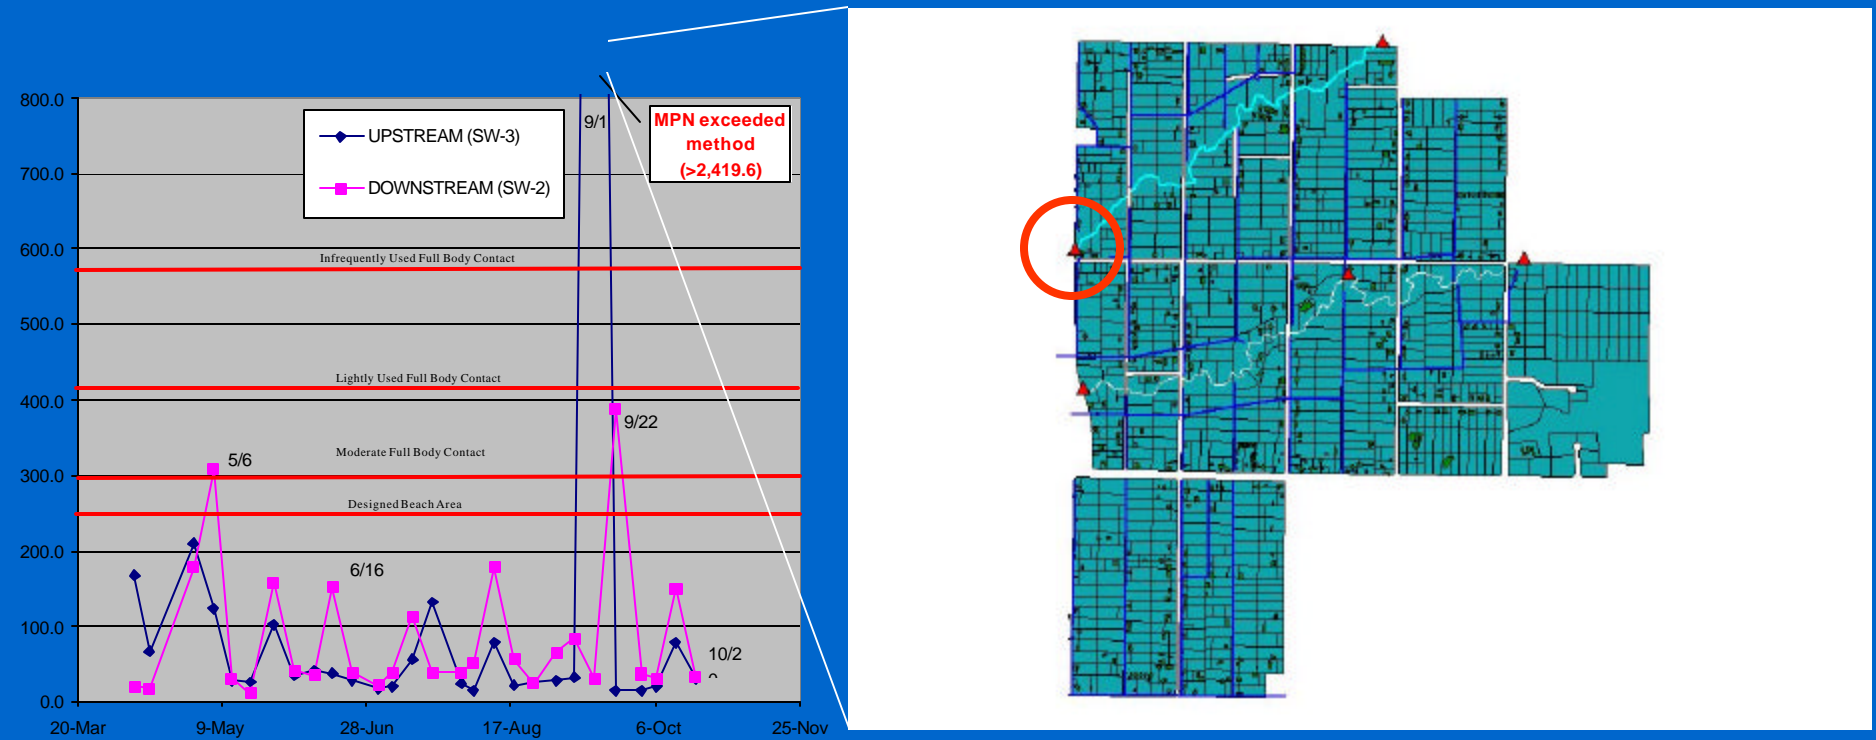 800.0
700.0
600.0
500.0
400.0
300.0
200.0
100.0
0.0
20-Mar
9-May
28-Jun
17-Aug
6-Oct
25-Nov
UPSTREAM (SW-3)
DOWNSTREAM (SW-2)
9/1
MPN exceeded
method
(>2,419.6)
Infrequently Used Full Body Contact
Lightly Used Full Body Contact
9/22
Moderate Full Body Contact
5/6
Designed Beach Area
6/16
10/2